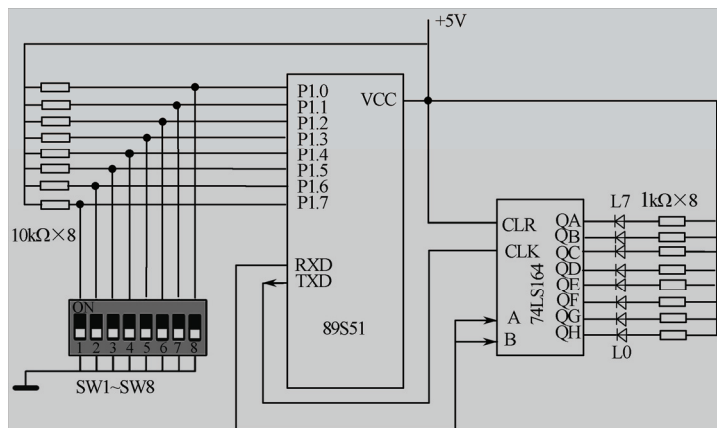 +5V
P1.0
P1.1
P1.2
P1.3
P1.4
P1.5
P1.6
P1.7
VCC
10kΩ×8
RXD
TXD
89S51
ON
1 2 3 4 5 6 7 8
SW1~SW8
CLR
CLK
A
B
74LS164
QA
QB
QC
QD
QE
QF
QG
QH
L7
1kΩ×8
L0